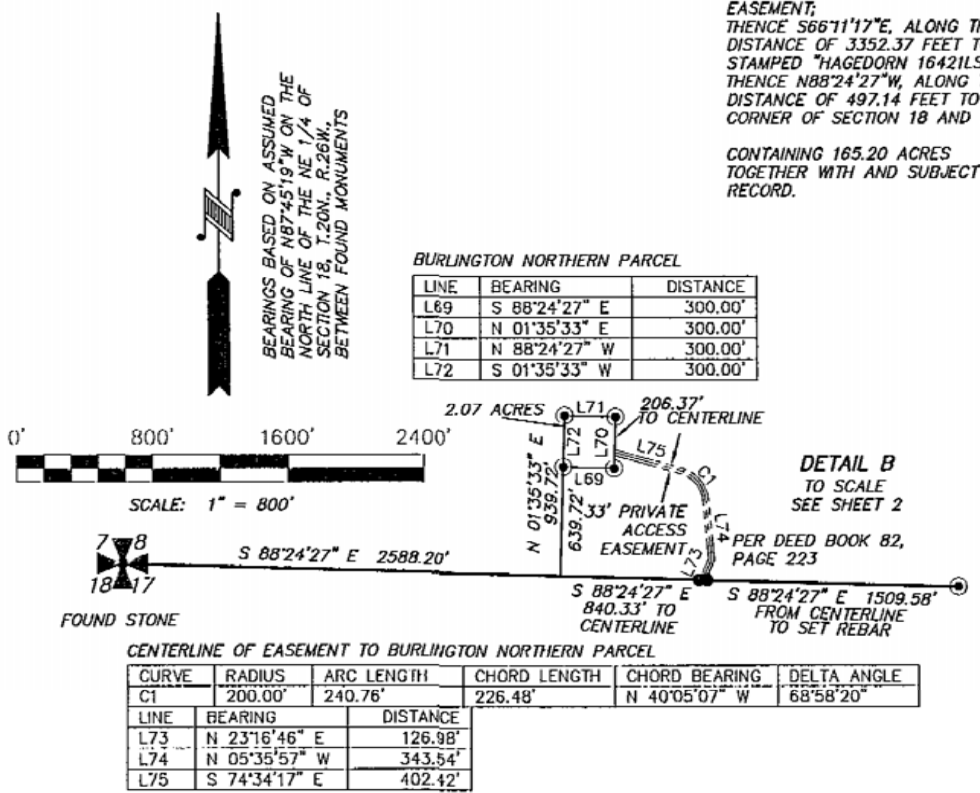 EASEMENT;
THENCE S66°11'17"E, ALONG
DISTANCE OF 3352.37 FEET
STAMPED "HAGEDORN 16421LS
THENCE N88°24'27"W, ALONG
DISTANCE OF 497.14 FEET TO
CORNER OF SECTION 18 AND
CONTAINING 165.20 ACRES
TOGETHER WITH AND SUBJECT
RECORD.
BEARINGS BASED ON ASSUMED
BEARING OF N87°45'19"W ON THE
NORTH LINE OF THE NE 1/4 OF
SECTION 18, T.20N., R.26W.,
BETWEEN FOUND MONUMENTS
BURLINGTON NORTHERN PARCEL
LINE BEARING DISTANCE
L69 S 88°24'27" E 300.00'
L70 N 01°35'33" E 300.00'
L71 N 88°24'27" W 300.00'
L72 S 01°35'33" W 300.00'
2.07 ACRES
L71
206.37'
TO CENTERLINE
L72
L70
L69
L75
C1
L74
L73
N 01°35'33" E
939.72'
639.72'
33' PRIVATE
ACCESS
EASEMENT
DETAIL B
TO SCALE
SEE SHEET 2
PER DEED BOOK 82,
PAGE 223
0' 800' 1600' 2400'
SCALE: 1" = 800'
7 8
18 17
FOUND STONE
S 88°24'27" E 2588.20'
S 88°24'27" E
840.33' TO
CENTERLINE
S 88°24'27" E 1509.58'
FROM CENTERLINE
TO SET REBAR
CENTERLINE OF EASEMENT TO BURLINGTON NORTHERN PARCEL
CURVE RADIUS ARC LENGTH CHORD LENGTH CHORD BEARING DELTA ANGLE
C1 200.00' 240.76' 226.48' N 40°05'07" W 68°58'20"
LINE BEARING DISTANCE
L73 N 23°16'46" E 126.98'
L74 N 05°35'57" W 343.54'
L75 S 74°34'17" E 402.42'